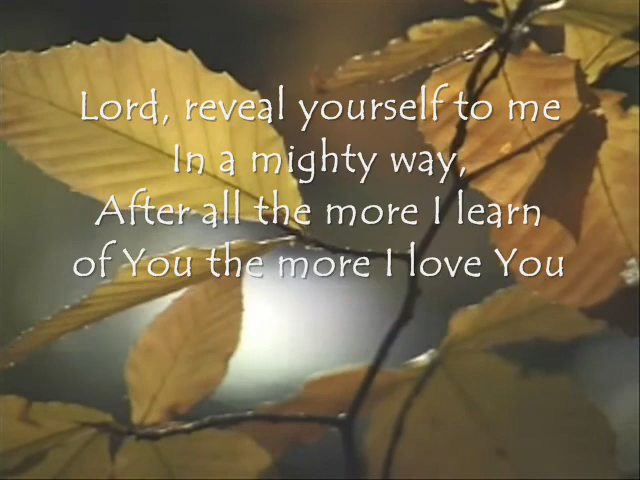 Lord, reveal yourself to me
In a mighty way,
After all the more I learn
of You the more I love You